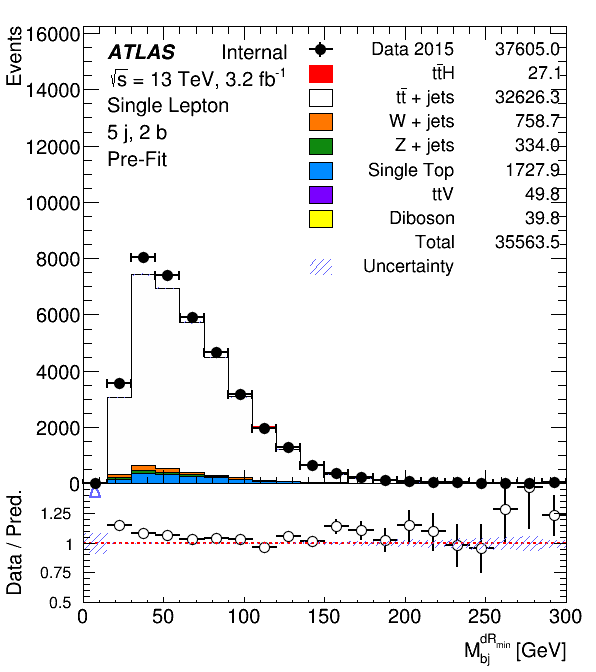 ATLAS Internal
√s = 13 TeV, 3.2 fb⁻¹
Single Lepton
5 j, 2 b
Pre-Fit
Data 2015 37605.0
tt̄H 27.1
tt̄ + jets 32626.3
W + jets 758.7
Z + jets 334.0
Single Top 1727.9
ttV 49.8
Diboson 39.8
Total 35563.5
Uncertainty
Events
16000
14000
12000
10000
8000
6000
4000
2000
0
Data / Pred.
1.25
1
0.75
0.5
0 50 100 150 200 250 300
M_bj^dR_min [GeV]